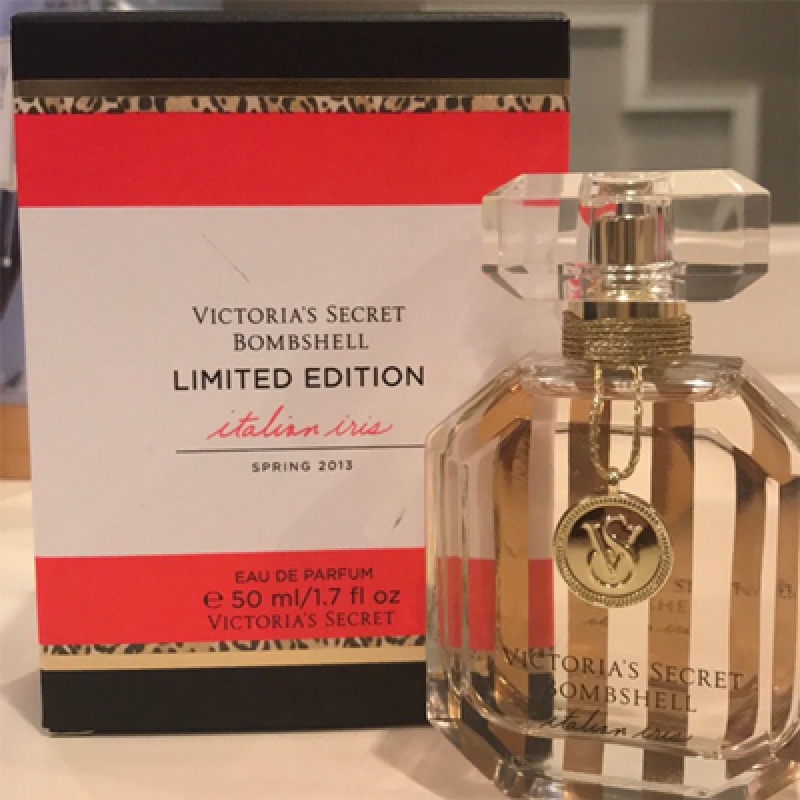 VICTORIA'S SECRET
BOMBSHELL
LIMITED EDITION
italian iris
SPRING 2013
EAU DE PARFUM
e 50 ml/1.7 fl oz
VICTORIA'S SECRET
VS
VICTORIA'S SECRET
BOMBSHELL
italian iris